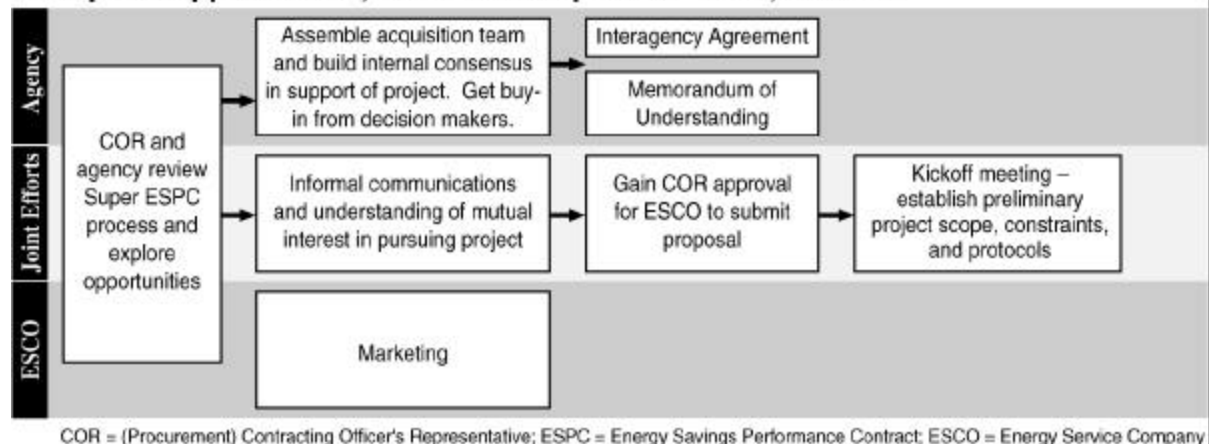 Agency
Joint Efforts
ESCO
COR and
agency review
Super ESPC
process and
explore
opportunities
Assemble acquisition team
and build internal consensus
in support of project. Get buy-
in from decision makers.
Interagency Agreement
Memorandum of
Understanding
Informal communications
and understanding of mutual
interest in pursuing project
Gain COR approval
for ESCO to submit
proposal
Kickoff meeting –
establish preliminary
project scope, constraints,
and protocols
Marketing
COR = (Procurement) Contracting Officer's Representative; ESPC = Energy Savings Performance Contract; ESCO = Energy Service Company